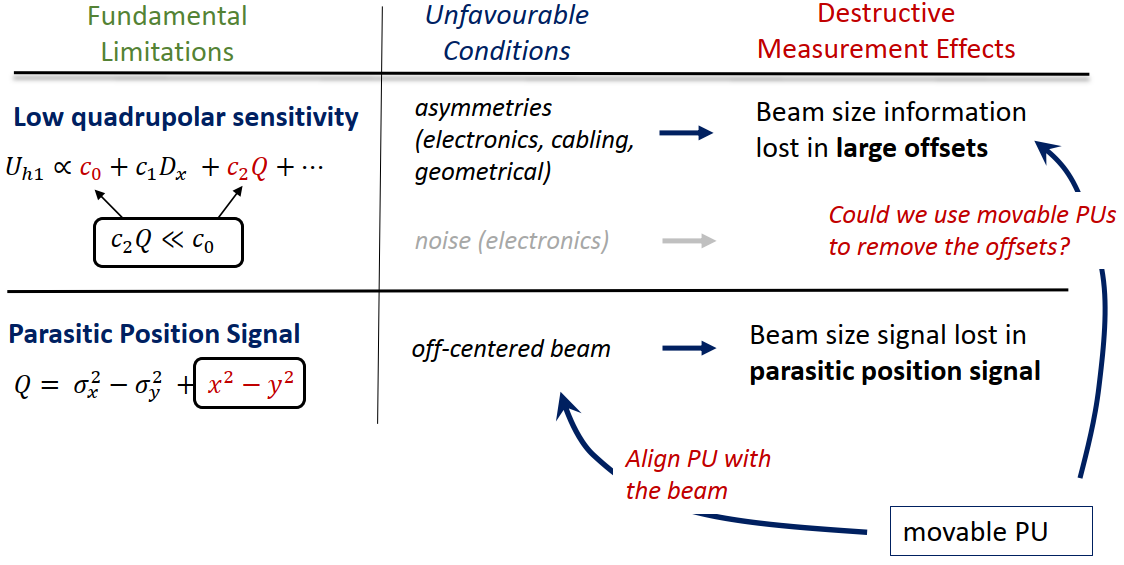 Fundamental
Limitations
Unfavourable
Conditions
Destructive
Measurement Effects
Low quadrupolar sensitivity
U_{h1} ∝ c_0 + c_1D_x + c_2Q + ⋯
c_2Q ≪ c_0
asymmetries
(electronics, cabling,
geometrical)
Beam size information
lost in large offsets
noise (electronics)
Could we use movable PUs
to remove the offsets?
Parasitic Position Signal
Q = σ_x^2 − σ_y^2 + x^2 − y^2
off-centered beam
Beam size signal lost in
parasitic position signal
Align PU with
the beam
movable PU